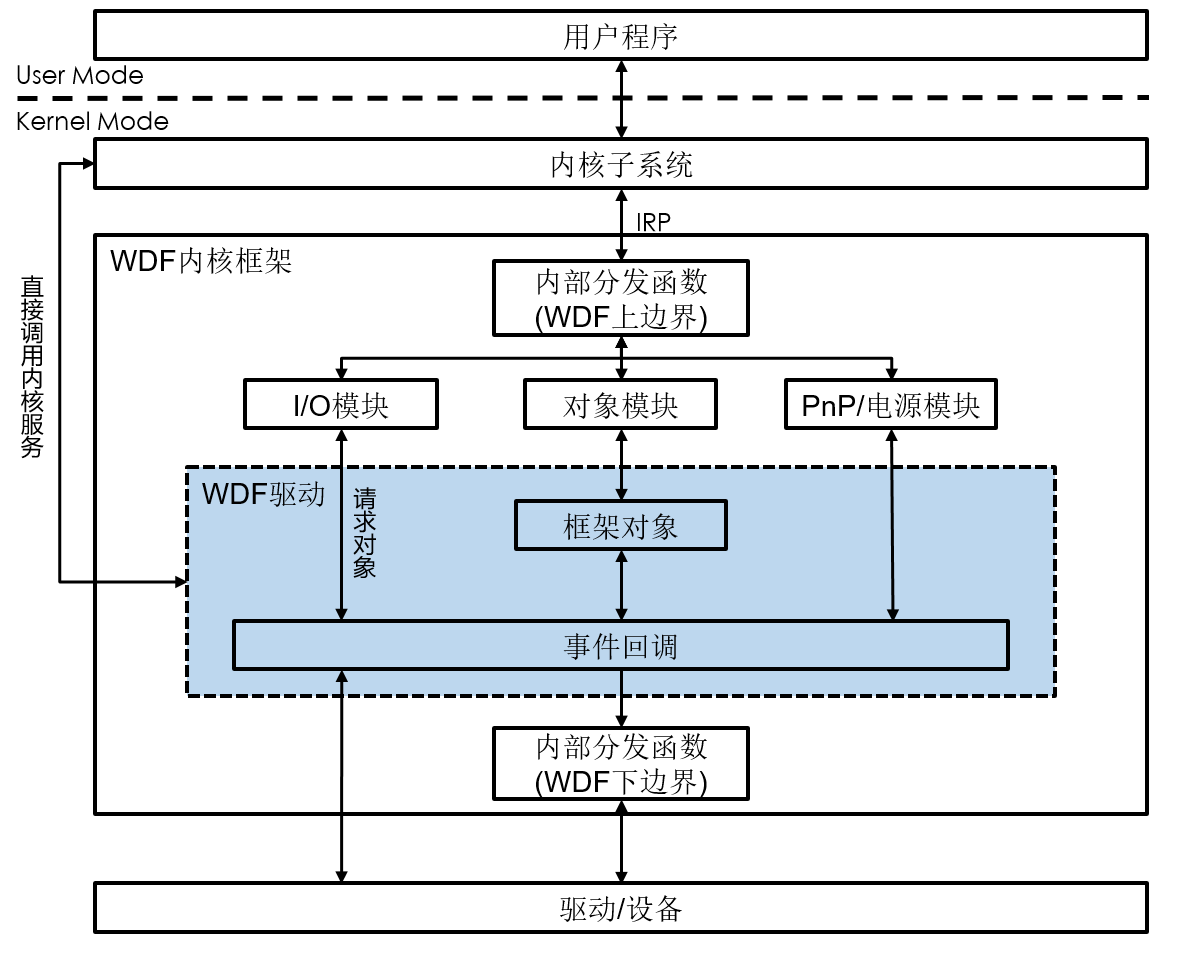 用户程序
User Mode
Kernel Mode
内核子系统
IRP
WDF内核框架
内部分发函数
(WDF上边界)
直接调用内核服务
I/O模块
对象模块
PnP/电源模块
WDF驱动
请求对象
框架对象
事件回调
内部分发函数
(WDF下边界)
驱动/设备